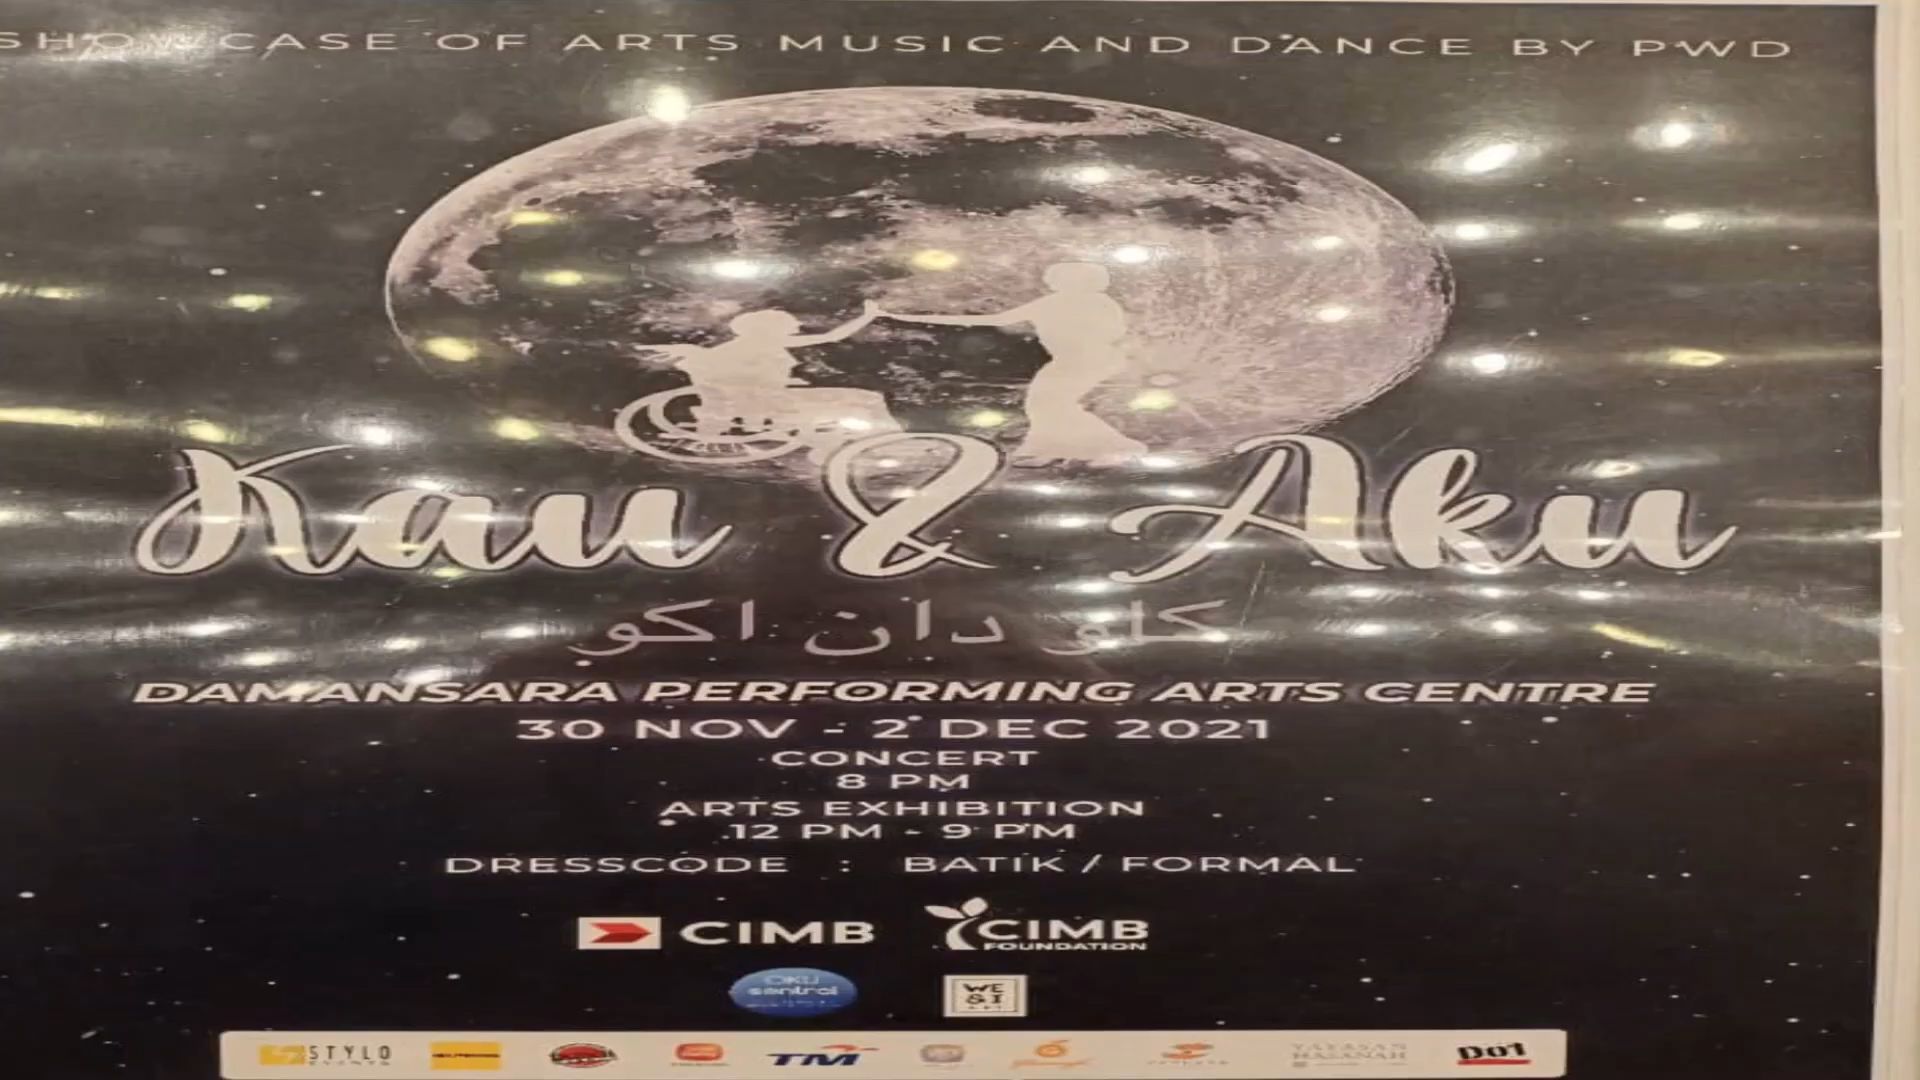 SHOWCASE OF ARTS MUSIC AND DANCE BY PWD
Kau & Aku
كاو دان اكو
DAMANSARA PERFORMING ARTS CENTRE
30 NOV - 2 DEC 2021
CONCERT
8 PM
ARTS EXHIBITION
12 PM - 9 PM
DRESSCODE : BATIK / FORMAL
CIMB CIMB FOUNDATION
OKU sentral WE & I
STYLO EVENTS TM YAYASAN HASANAH Dot